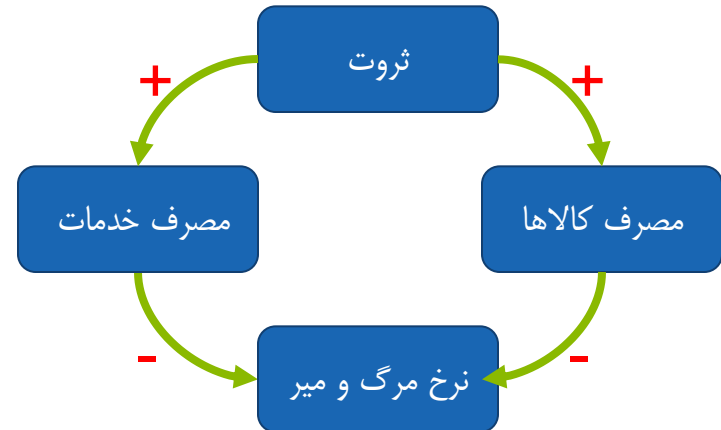 ثروت
+
+
مصرف کالاها
مصرف خدمات
-
-
نرخ مرگ و میر